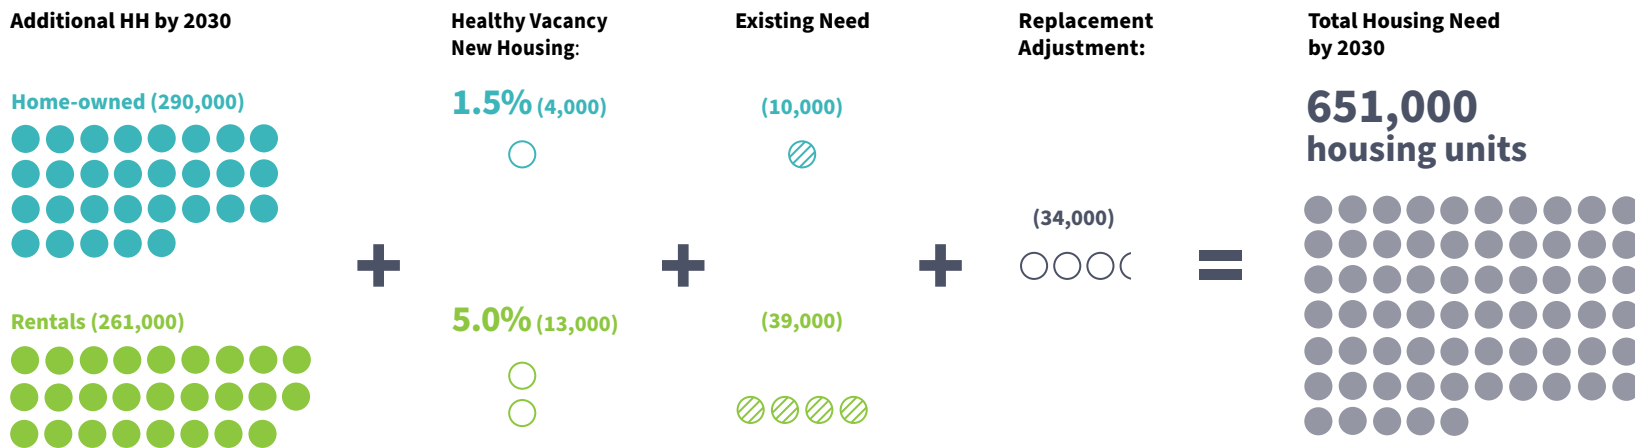 Additional HH by 2030
Healthy Vacancy
New Housing:
Existing Need
Replacement
Adjustment:
Total Housing Need
by 2030
Home-owned (290,000)
1.5% (4,000)
(10,000)
651,000
housing units
(34,000)
+
+
+
=
Rentals (261,000)
5.0% (13,000)
(39,000)